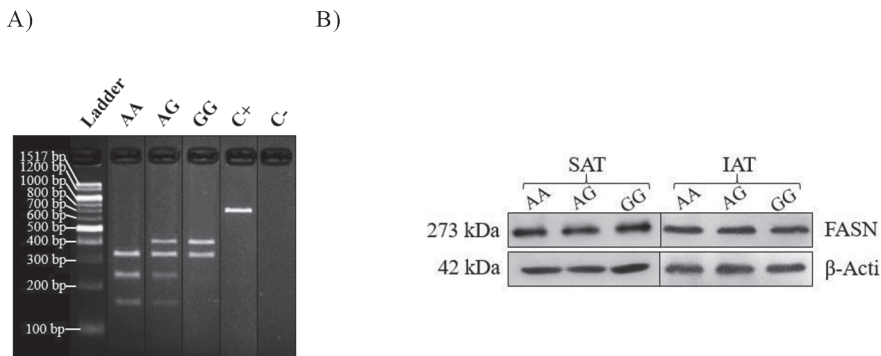 A)
B)
Ladder
AA
AG
GG
C+
C-
1517 bp
1200 bp
1000 bp
800 bp
700 bp
600 bp
500 bp
400 bp
300 bp
200 bp
100 bp
SAT
IAT
AA
AG
GG
AA
AG
GG
273 kDa
FASN
42 kDa
β-Acti